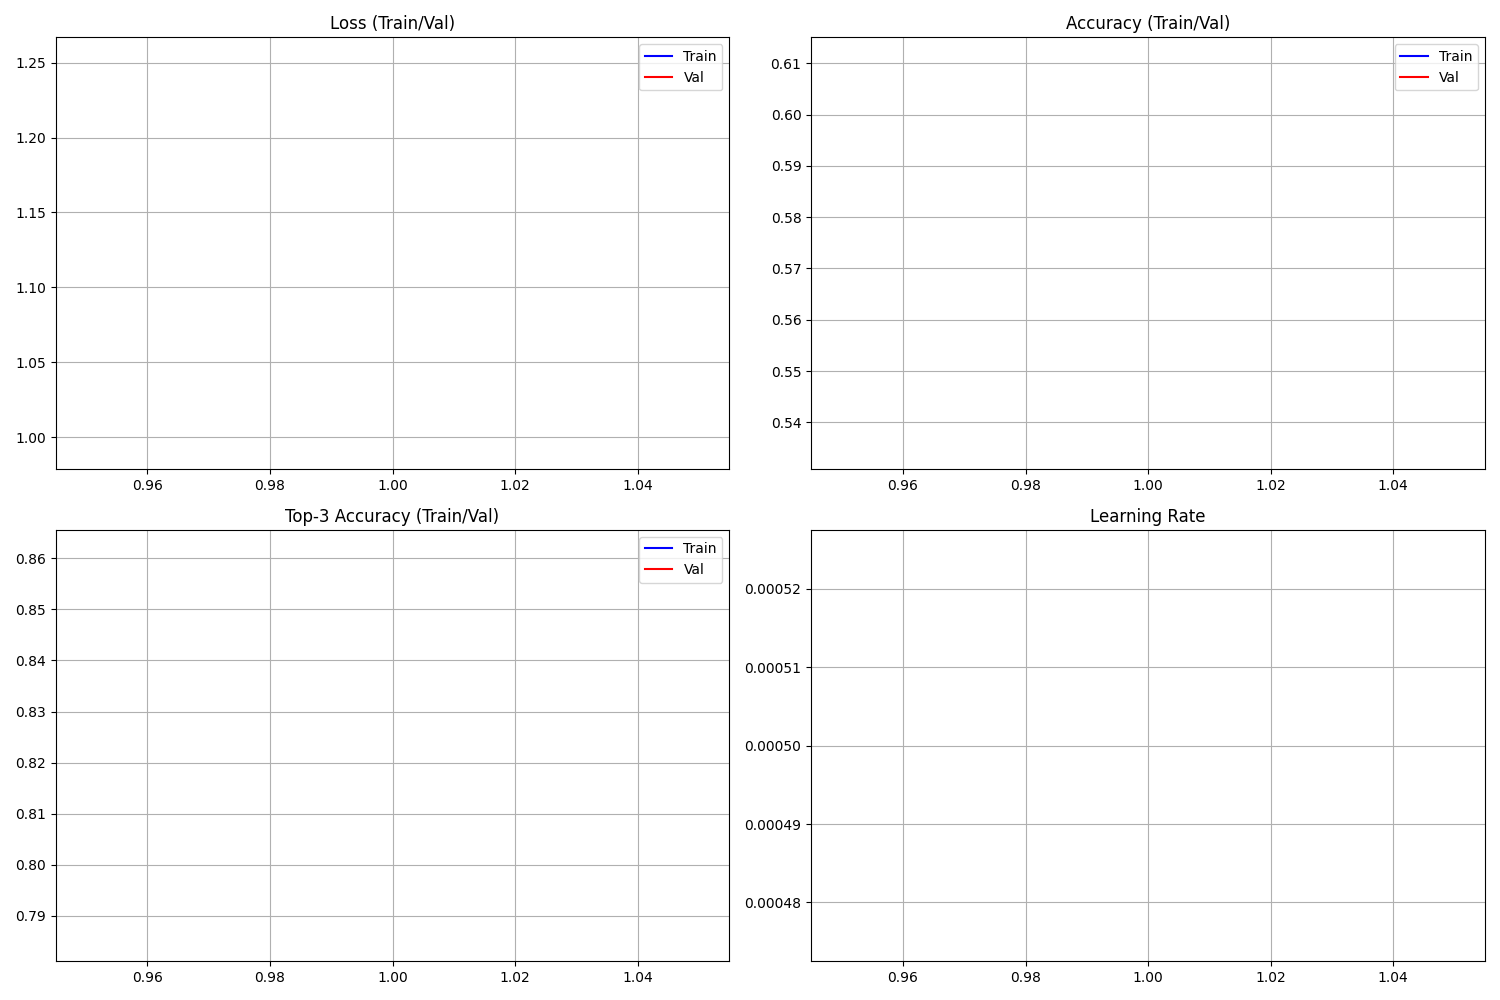 Loss (Train/Val)
1.25
1.20
1.15
1.10
1.05
1.00
0.96 0.98 1.00 1.02 1.04
Train
Val
Accuracy (Train/Val)
0.61
0.60
0.59
0.58
0.57
0.56
0.55
0.54
0.96 0.98 1.00 1.02 1.04
Train
Val
Top-3 Accuracy (Train/Val)
0.86
0.85
0.84
0.83
0.82
0.81
0.80
0.79
0.96 0.98 1.00 1.02 1.04
Train
Val
Learning Rate
0.00052
0.00051
0.00050
0.00049
0.00048
0.96 0.98 1.00 1.02 1.04